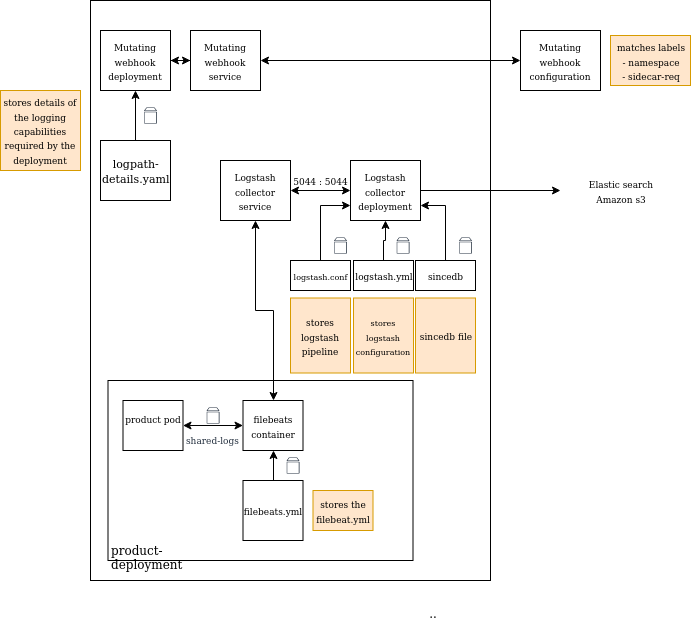 Mutating
webhook
deployment
Mutating
webhook
service
Mutating
webhook
configuration
matches labels
- namespace
- sidecar-req
stores details of
the logging
capabilities
required by the
deployment
logpath-
details.yaml
Logstash
collector
service
5044 : 5044
Logstash
collector
deployment
Elastic search
Amazon s3
logstash.conf
logstash.yml
sincedb
stores
logstash
pipeline
stores
logstash
configuration
sincedb file
product pod
shared-logs
filebeats
container
filebeats.yml
stores the
filebeat.yml
product-
deployment